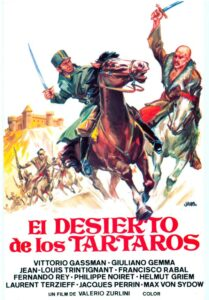 JANO
EL DESIERTO
de los TARTAROS
VITTORIO GASSMAN · GIULIANO GEMMA
JEAN-LOUIS TRINTIGNANT · FRANCISCO RABAL
FERNANDO REY · PHILIPPE NOIRET · HELMUT GRIEM
LAURENT TERZIEFF · JACQUES PERRIN · MAX VON SYDOW
UN FILM DE VALERIO ZURLINI COLOR